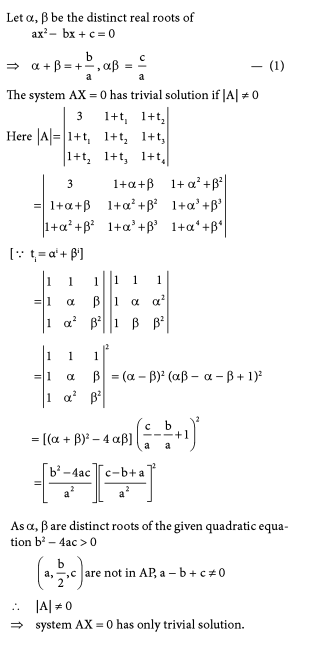 Let α, β be the distinct real roots of
ax² − bx + c = 0
⇒ α + β = + b/a , αβ = c/a — (1)
The system AX = 0 has trivial solution if |A| ≠ 0
Here |A| = | 3 1+t₁ 1+t₂ |
| 1+t₁ 1+t₂ 1+t₃ |
| 1+t₂ 1+t₃ 1+t₄ |
= | 3 1+α+β 1+ α²+β² |
| 1+α+β 1+α²+β² 1+α³+β³ |
| 1+α²+β² 1+α³+β³ 1+α⁴+β⁴ |
[∵ tᵢ = αⁱ + βⁱ]
= | 1 1 1 | | 1 1 1 |
| 1 α β | | 1 α α² |
| 1 α² β² | | 1 β β² |
= | 1 1 1 |²
| 1 α β | = (α − β)² (αβ − α − β + 1)²
| 1 α² β² |
= [(α + β)² − 4 αβ] (c/a − b/a + 1)²
= [(b² − 4ac)/a²] [(c − b + a)/a²]²
As α, β are distinct roots of the given quadratic equa-
tion b² − 4ac > 0
(a, b/2, c) are not in AP, a − b + c ≠ 0
∴ |A| ≠ 0
⇒ system AX = 0 has only trivial solution.